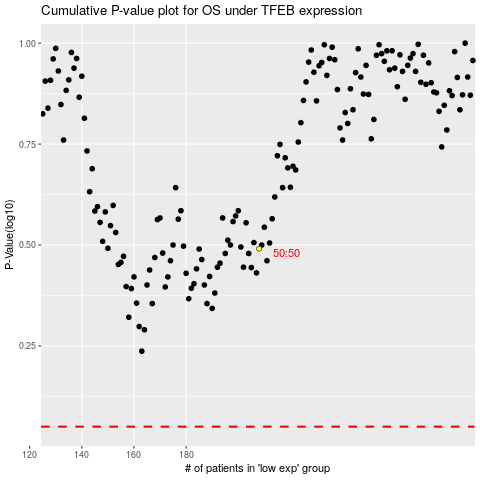 Cumulative P-value plot for OS under TFEB expression
P-Value(log10)
1.00
0.75
0.50
0.25
50:50
120 140 160 180
# of patients in 'low exp' group